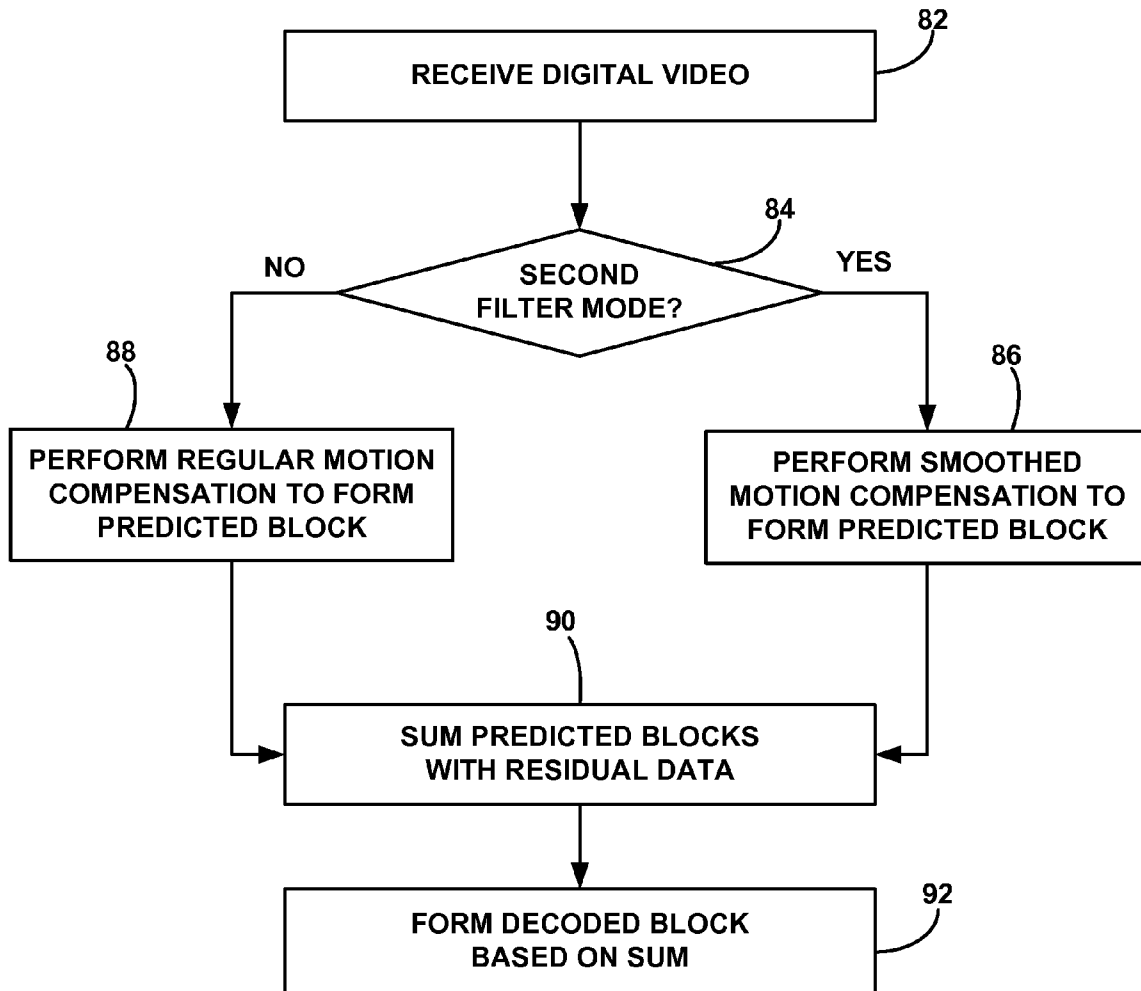 82
RECEIVE DIGITAL VIDEO
84
NO
YES
SECOND
FILTER MODE?
88
86
PERFORM REGULAR MOTION
COMPENSATION TO FORM
PREDICTED BLOCK
PERFORM SMOOTHED
MOTION COMPENSATION TO
FORM PREDICTED BLOCK
90
SUM PREDICTED BLOCKS
WITH RESIDUAL DATA
92
FORM DECODED BLOCK
BASED ON SUM